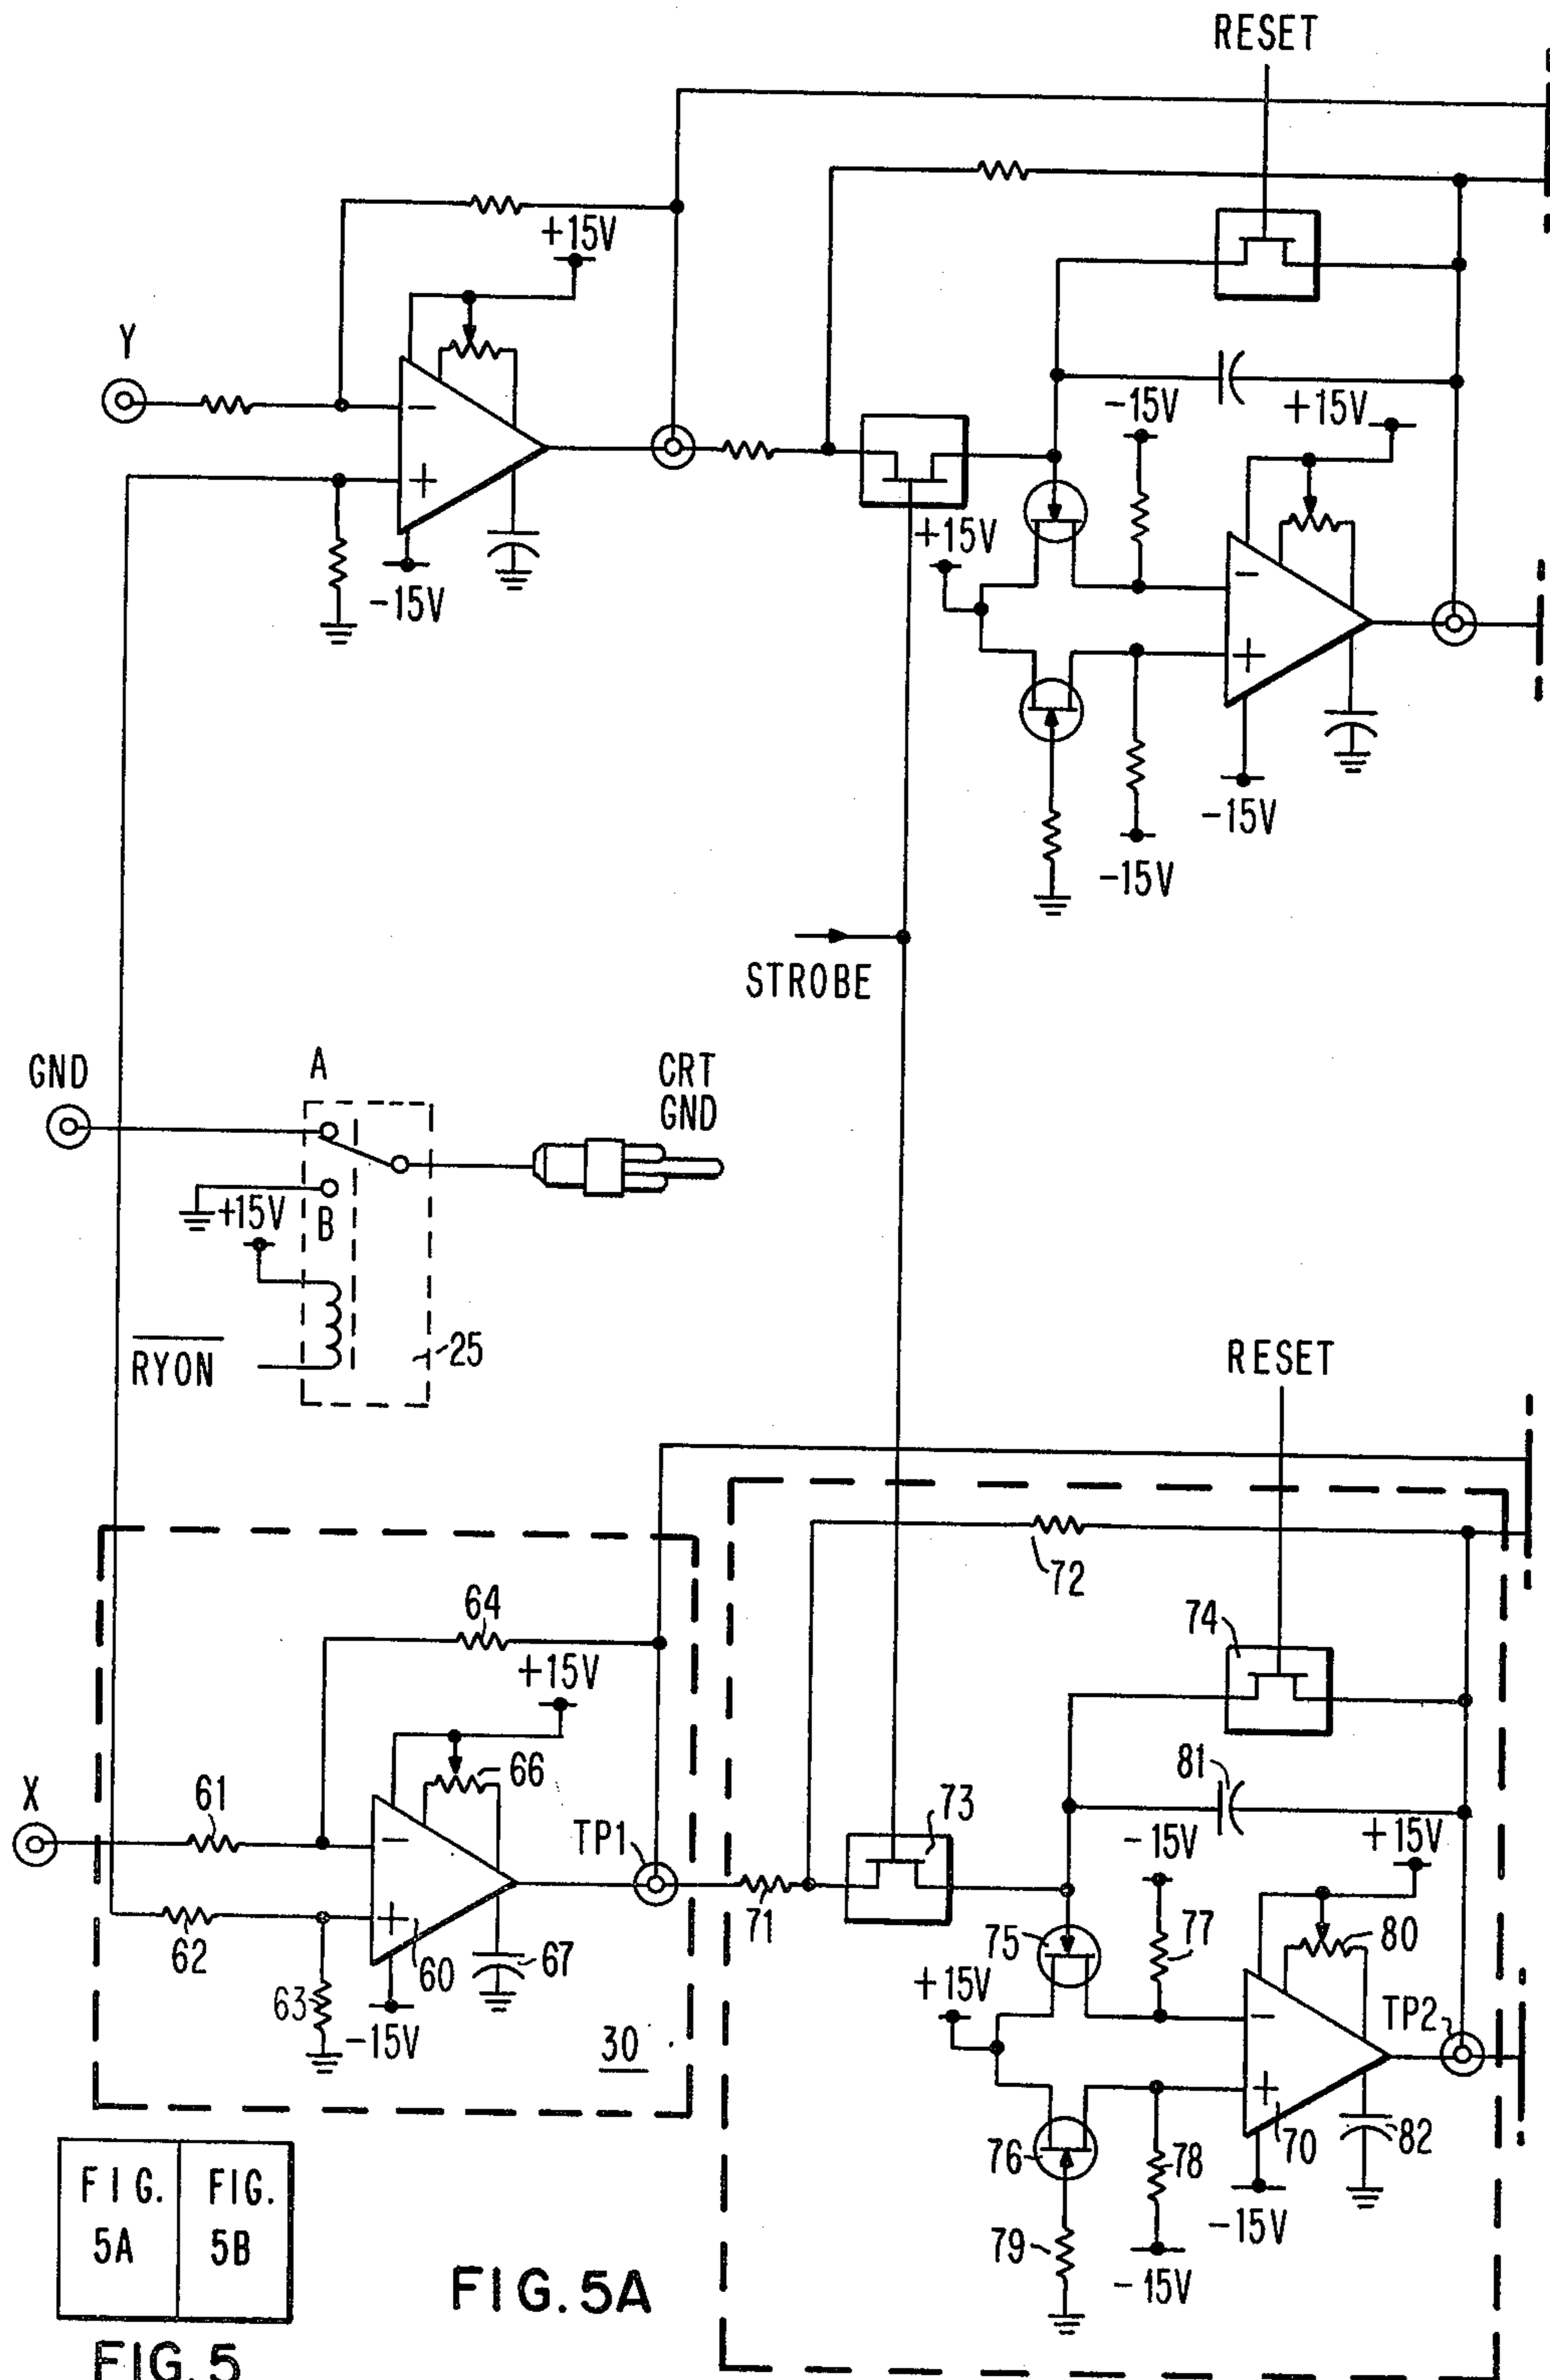 RESET
+15V
Y
−
+
-15V
-15V
+15V
+15V
−
+
-15V
-15V
STROBE
GND
A
CRT
GND
+15V
B
RYON
25
RESET
72
64
+15V
74
66
81
X
61
TP1
73
-15V
+15V
−
+
62
60
67
71
75
77
80
63
-15V
+15V
TP2
30
−
+
76
78
70
82
79
-15V
-15V
FIG.
5A
FIG.
5B
FIG. 5A
FIG. 5